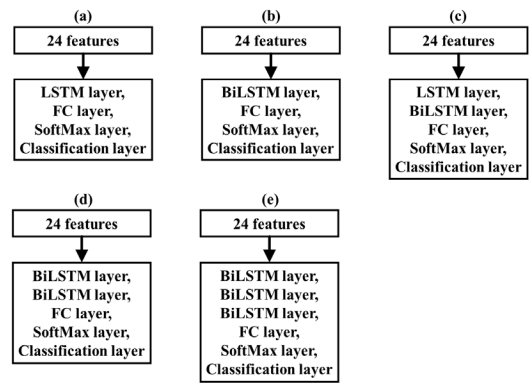 (a)
24 features
LSTM layer,
FC layer,
SoftMax layer,
Classification layer
(b)
24 features
BiLSTM layer,
FC layer,
SoftMax layer,
Classification layer
(c)
24 features
LSTM layer,
BiLSTM layer,
FC layer,
SoftMax layer,
Classification layer
(d)
24 features
BiLSTM layer,
BiLSTM layer,
FC layer,
SoftMax layer,
Classification layer
(e)
24 features
BiLSTM layer,
BiLSTM layer,
BiLSTM layer,
FC layer,
SoftMax layer,
Classification layer